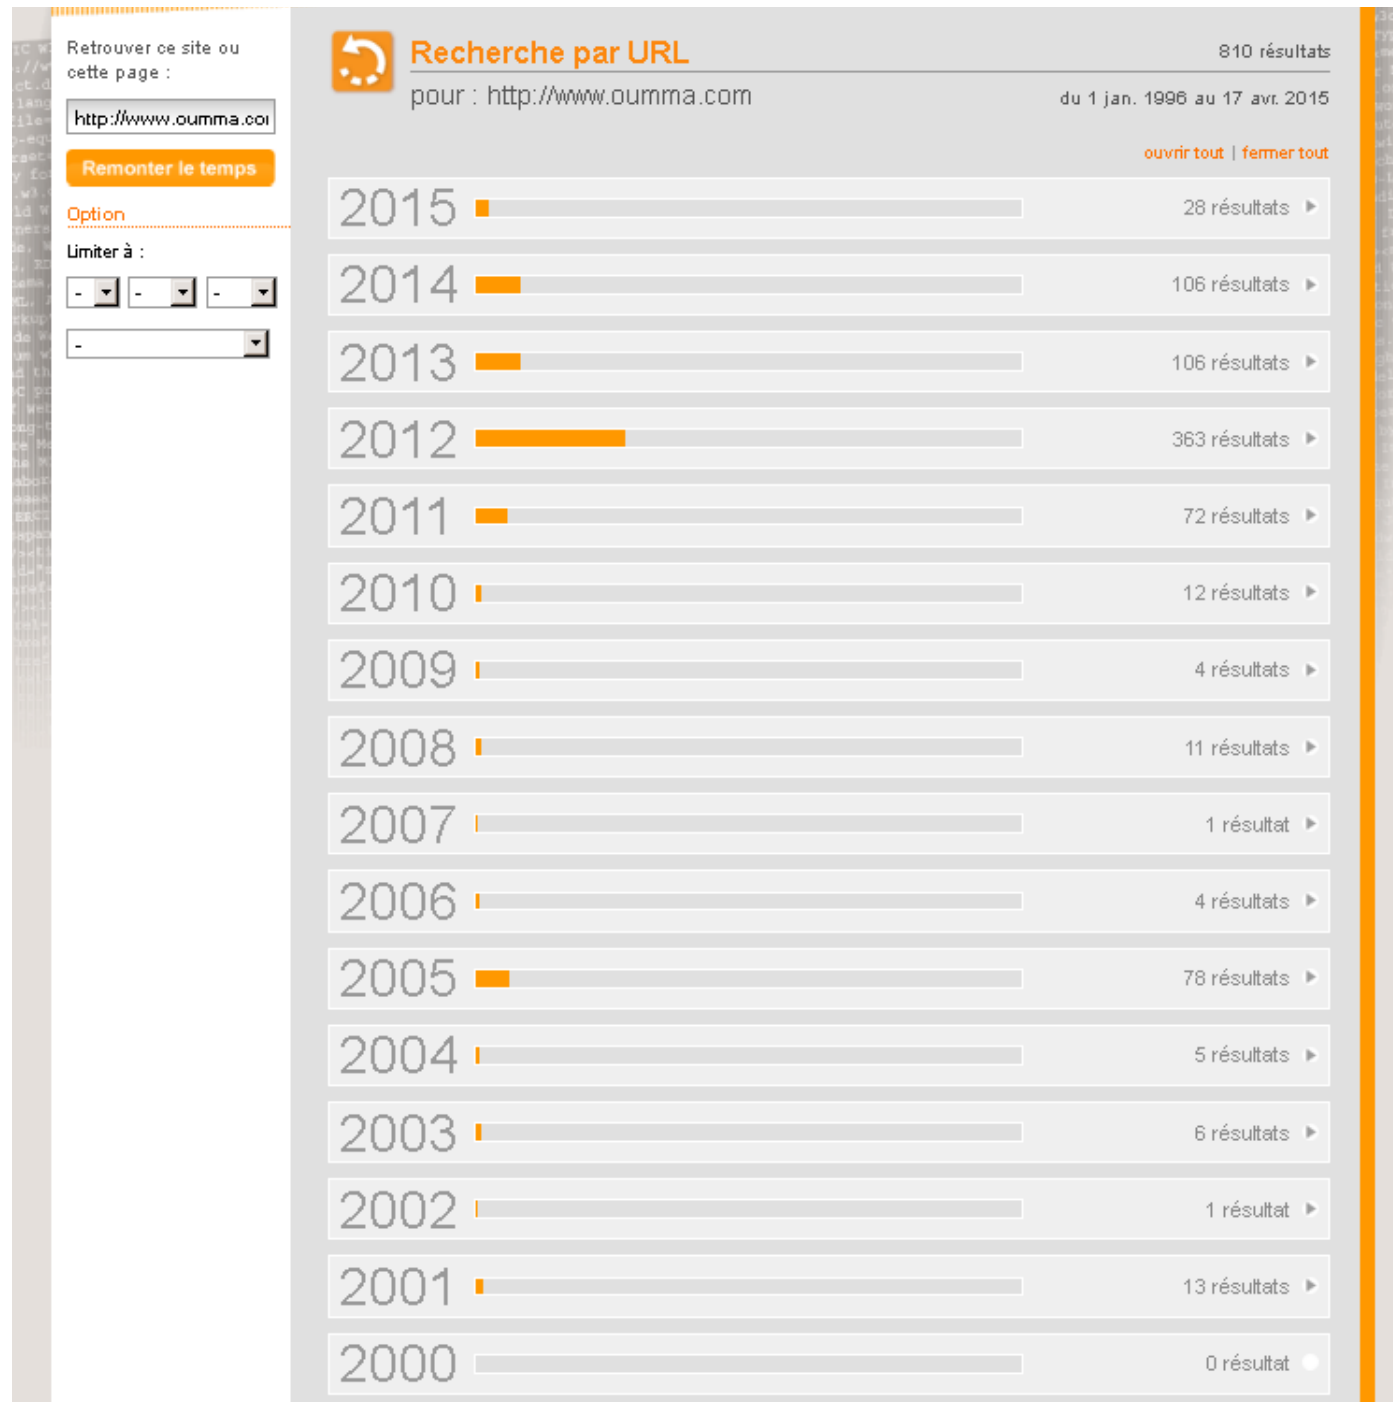 Retrouver ce site ou
cette page :
http://www.oumma.coi
Remonter le temps
Option
Limiter à :
- - -
-
Recherche par URL
810 résultats
pour : http://www.oumma.com
du 1 jan. 1996 au 17 avr. 2015
ouvrir tout | fermer tout
2015 28 résultats
2014 106 résultats
2013 106 résultats
2012 363 résultats
2011 72 résultats
2010 12 résultats
2009 4 résultats
2008 11 résultats
2007 1 résultat
2006 4 résultats
2005 78 résultats
2004 5 résultats
2003 6 résultats
2002 1 résultat
2001 13 résultats
2000 0 résultat